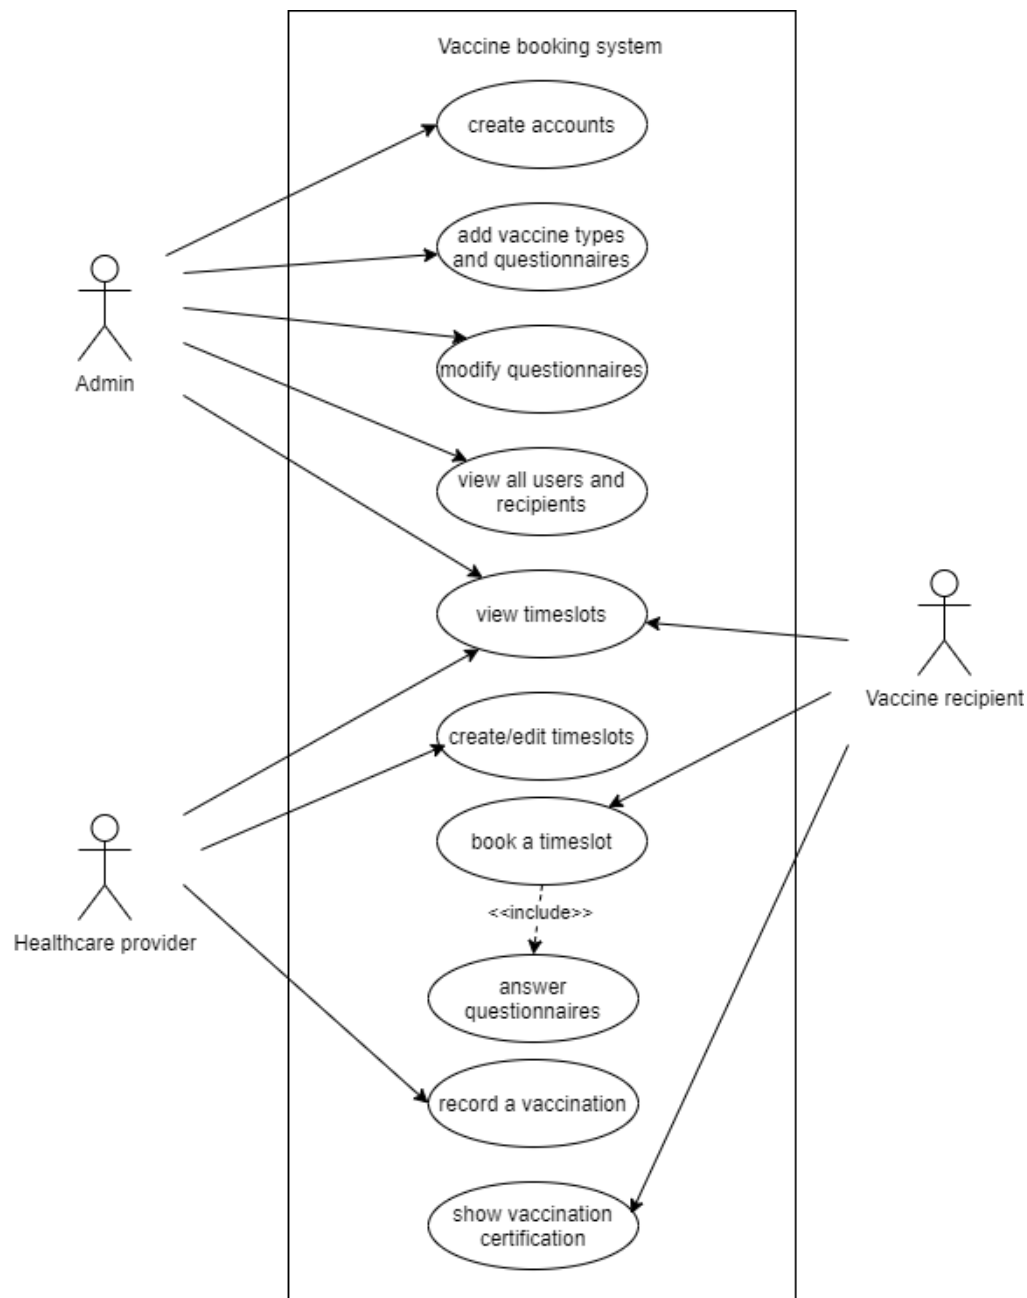 Vaccine booking system
create accounts
add vaccine types
and questionnaires
Admin
modify questionnaires
view all users and
recipients
view timeslots
Vaccine recipient
create/edit timeslots
book a timeslot
<<include>>
Healthcare provider
answer
questionnaires
record a vaccination
show vaccination
certification